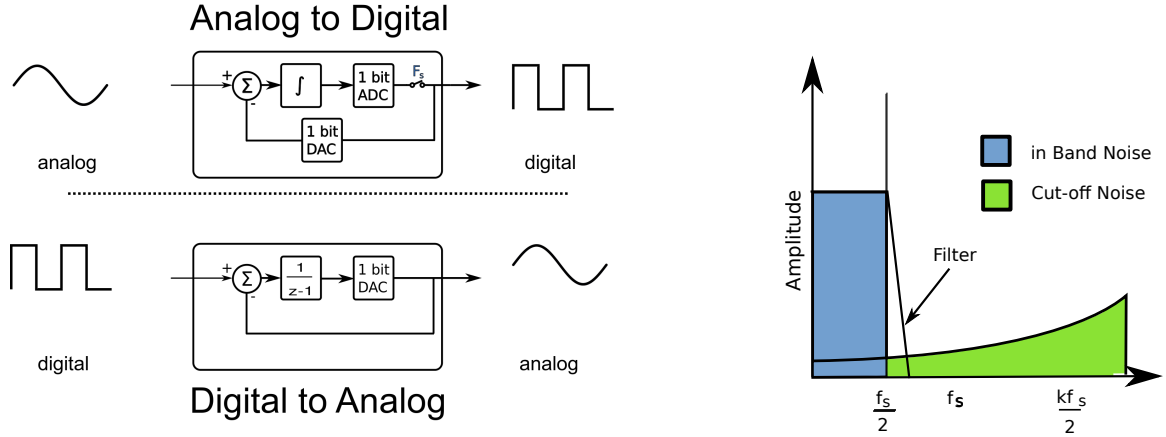 Analog to Digital
analog
+
Σ
-
∫
1 bit
ADC
Fs
1 bit
DAC
digital
digital
+
Σ
-
1
z-1
1 bit
DAC
analog
Digital to Analog
Amplitude
in Band Noise
Cut-off Noise
Filter
fs
2
fs
kfs
2